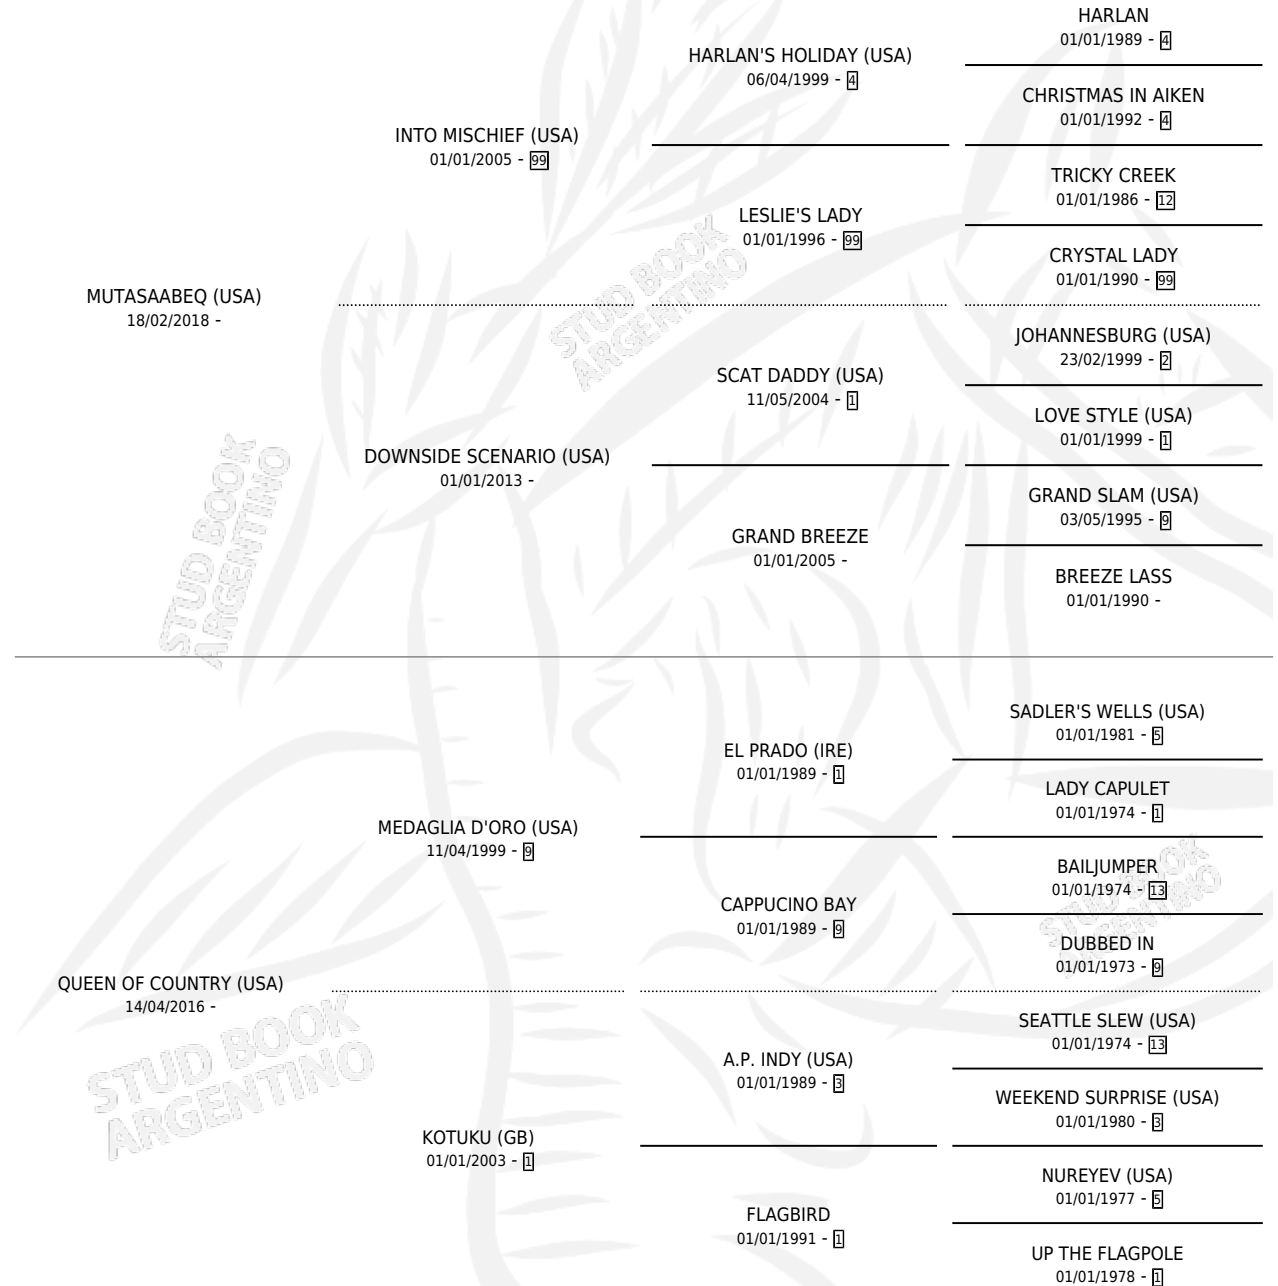 HARLAN
01/01/1989 - 4
HARLAN'S HOLIDAY (USA)
06/04/1999 - 4
CHRISTMAS IN AIKEN
01/01/1992 - 4
INTO MISCHIEF (USA)
01/01/2005 - 99
TRICKY CREEK
01/01/1986 - 12
LESLIE'S LADY
01/01/1996 - 99
CRYSTAL LADY
01/01/1990 - 99
MUTASAABEQ (USA)
18/02/2018 -
JOHANNESBURG (USA)
23/02/1999 - 2
SCAT DADDY (USA)
11/05/2004 - 1
LOVE STYLE (USA)
01/01/1999 - 1
DOWNSIDE SCENARIO (USA)
01/01/2013 -
GRAND SLAM (USA)
03/05/1995 - 9
GRAND BREEZE
01/01/2005 -
BREEZE LASS
01/01/1990 -
STUD BOOK
ARGENTINO
STUD BOOK
ARGENTINO
SADLER'S WELLS (USA)
01/01/1981 - 5
EL PRADO (IRE)
01/01/1989 - 1
LADY CAPULET
01/01/1974 - 1
MEDAGLIA D'ORO (USA)
11/04/1999 - 9
BAILJUMPER
01/01/1974 - 13
CAPPUCINO BAY
01/01/1989 - 9
DUBBED IN
01/01/1973 - 9
STUD BOOK
ARGENTINO
QUEEN OF COUNTRY (USA)
14/04/2016 -
SEATTLE SLEW (USA)
01/01/1974 - 13
A.P. INDY (USA)
01/01/1989 - 3
WEEKEND SURPRISE (USA)
01/01/1980 - 3
STUD BOOK
ARGENTINO
KOTUKU (GB)
01/01/2003 - 1
NUREYEV (USA)
01/01/1977 - 5
FLAGBIRD
01/01/1991 - 1
UP THE FLAGPOLE
01/01/1978 - 1